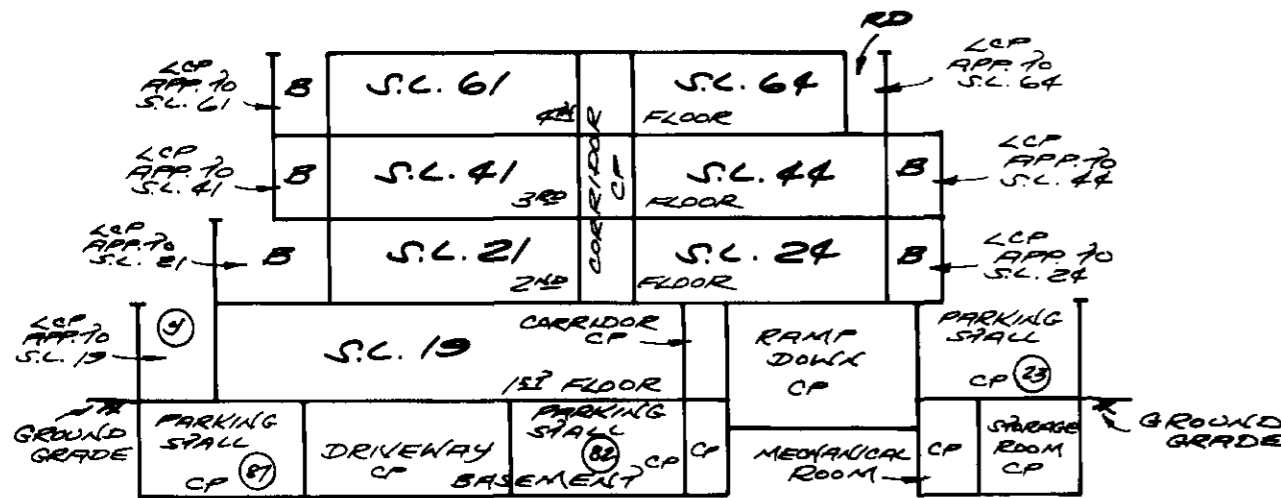 RD
LCP
APP. TO
S.L. 61
B
S.L. 61
4TH
S.L. 64
FLOOR
LCP
APP. TO
S.L. 64
CORRIDOR
CP
LCP
APP. TO
S.L. 41
B
S.L. 41
3RD
S.L. 44
FLOOR
B
LCP
APP. TO
S.L. 44
LCP
APP. TO
S.L. 21
B
S.L. 21
2ND
S.L. 24
FLOOR
B
LCP
APP. TO
S.L. 24
LCP
APP. TO
S.L. 19
S.L. 19
1ST FLOOR
CORRIDOR
CP
RAMP
DOWN
CP
PARKING
STALL
CP 23
GROUND
GRADE
PARKING
STALL
CP 81
DRIVEWAY
CP
BASEMENT
PARKING
STALL
82
CP
CP
MECHANICAL
ROOM
CP
STORAGE
ROOM
CP
GROUND
GRADE